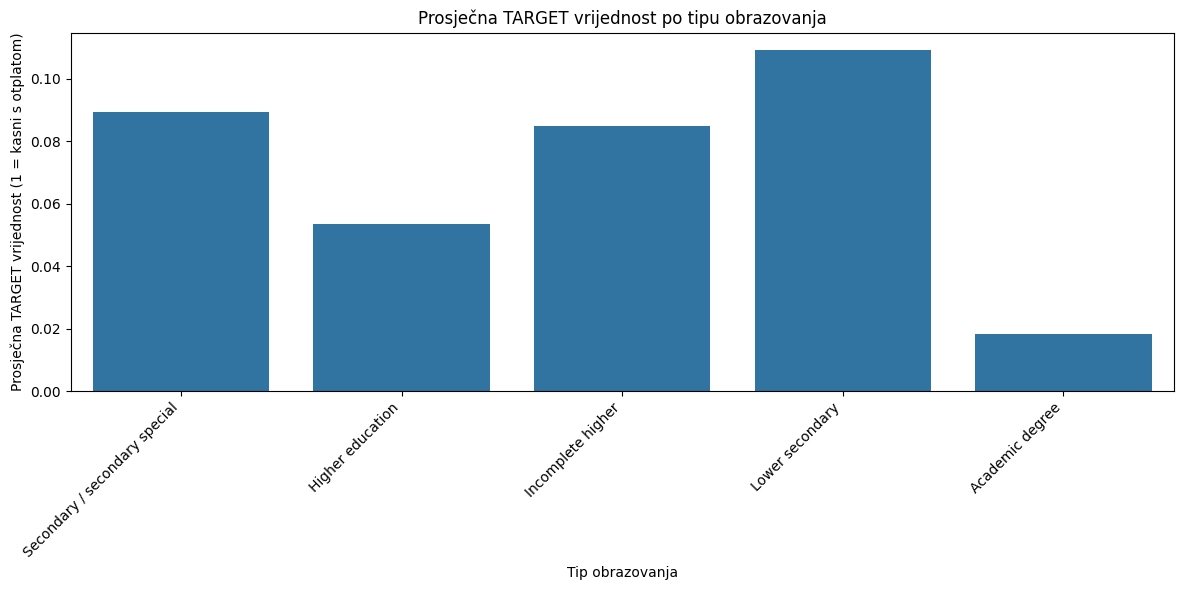 Prosječna TARGET vrijednost po tipu obrazovanja
Prosječna TARGET vrijednost (1 = kasni s otplatom)
0.10
0.08
0.06
0.04
0.02
0.00
Secondary / secondary special
Higher education
Incomplete higher
Lower secondary
Academic degree
Tip obrazovanja